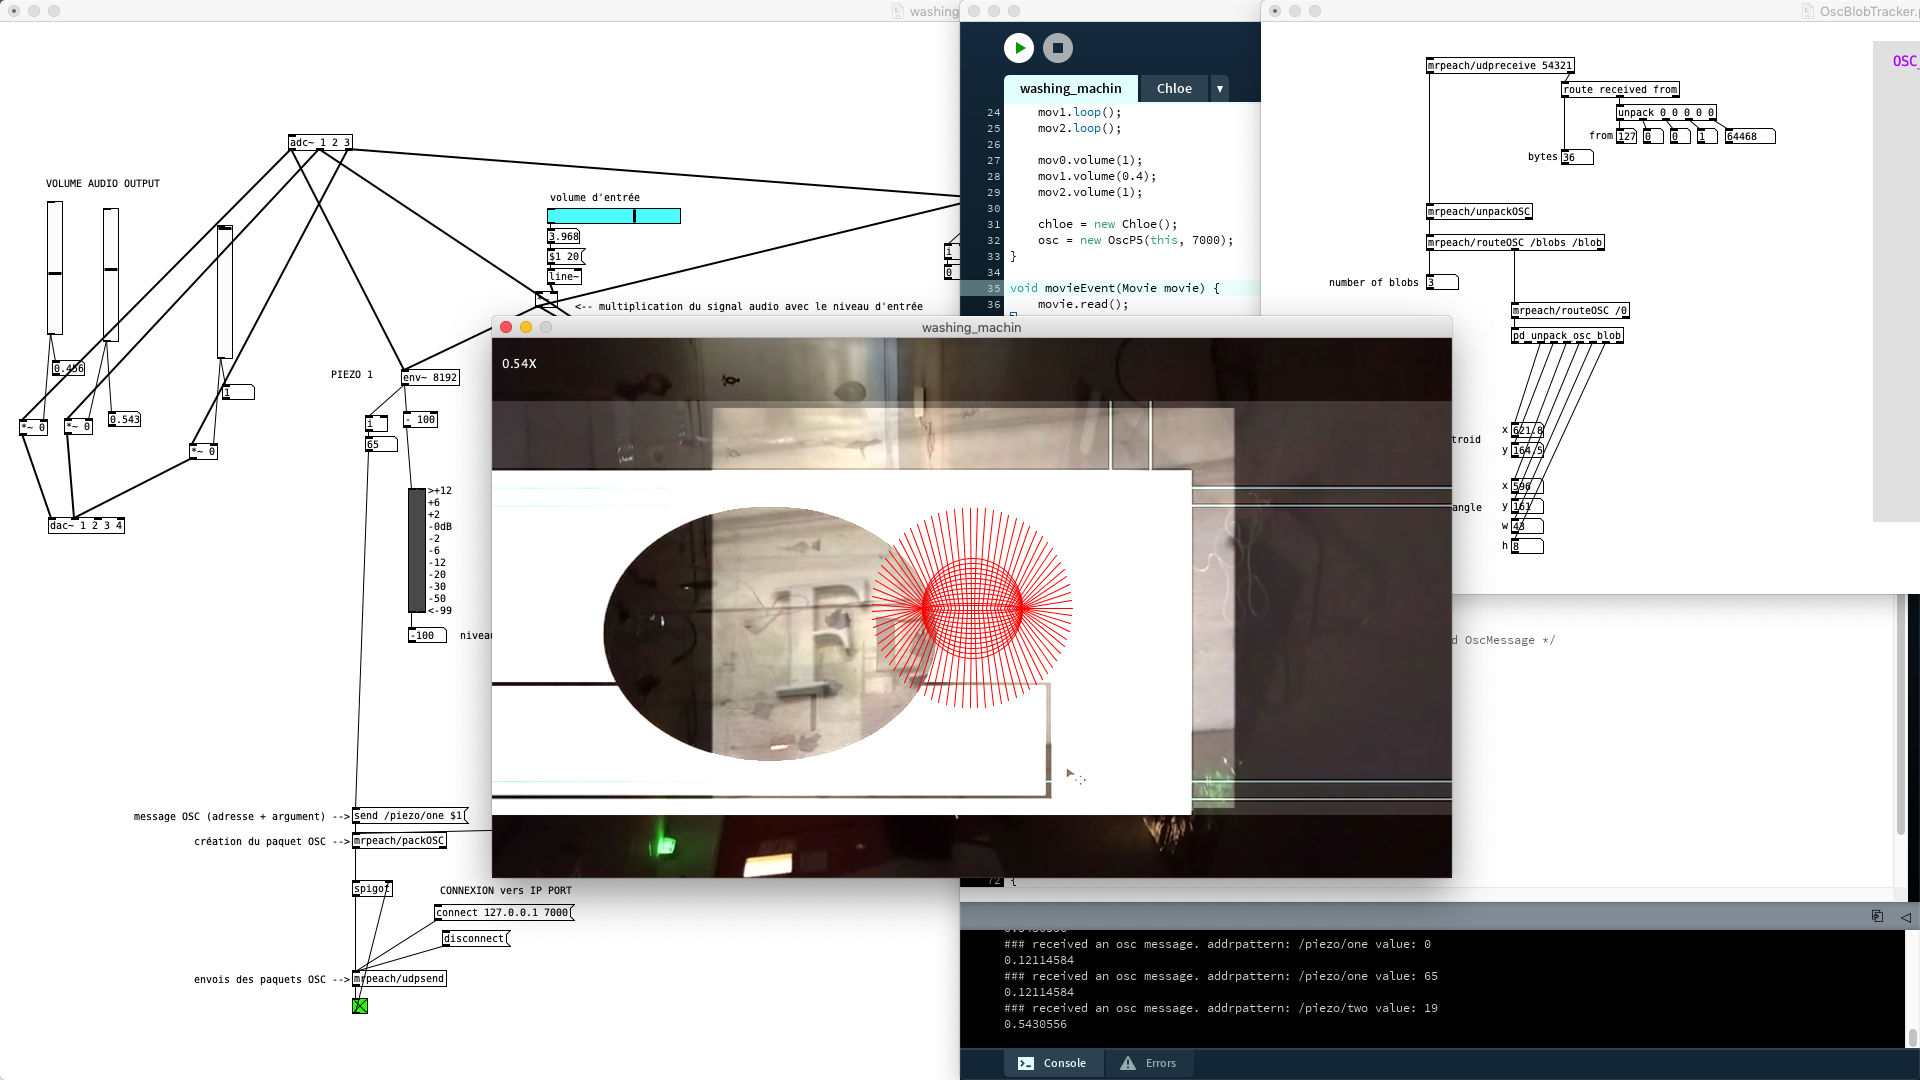 washing
adc~ 1 2 3
VOLUME AUDIO OUTPUT
volume d'entrée
3.968
$1 20
line~
<-- multiplication du signal audio avec le niveau d'entrée
i
0
0.456
1
0.543
*~ 0
*~ 0
*~ 0
dac~ 1 2 3 4
PIEZO 1
env~ 8192
i
- 100
65
>+12
+6
+2
-0dB
-2
-6
-12
-20
-30
-50
<-99
-100
niveau
message OSC (adresse + argument) -->
send /piezo/one $1
création du paquet OSC -->
mrpeach/packOSC
spigot
CONNEXION vers IP PORT
connect 127.0.0.1 7000
disconnect
envois des paquets OSC -->
mrpeach/udpsend
washing_machin
Chloe
24 mov1.loop();
25 mov2.loop();
26
27 mov0.volume(1);
28 mov1.volume(0.4);
29 mov2.volume(1);
30
31 chloe = new Chloe();
32 osc = new OscP5(this, 7000);
33 }
34
35 void movieEvent(Movie movie) {
36 movie.read();
washing_machin
0.54X
OscBlobTracker.p
OSC_
mrpeach/udpreceive 54321
route received from
unpack 0 0 0 0 0
from
127
0
0
1
64468
bytes
36
mrpeach/unpackOSC
mrpeach/routeOSC /blobs /blob
number of blobs
3
mrpeach/routeOSC /0
pd unpack_osc_blob
troid
x 621.8
y 164.5
angle
x 596
y 161
w 43
h 8
d OscMessage */
72 {
### received an osc message. addrpattern: /piezo/one value: 0
0.12114584
### received an osc message. addrpattern: /piezo/one value: 65
0.12114584
### received an osc message. addrpattern: /piezo/two value: 19
0.5430556
Console
Errors